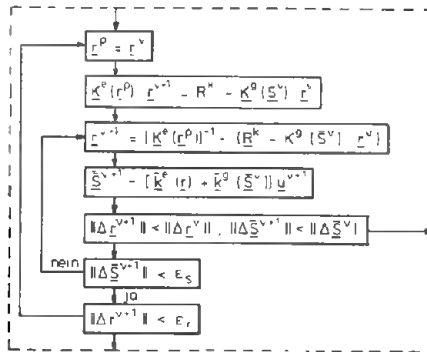 r^p = r^v
K^e(r^p) r^{v+1} = R^k - K^g(S̄^v) r^v
r^{v+1} = [K^e(r^p)]^{-1} · (R^k - K^g(S̄^v) r^v)
S̄^{v+1} = [k̄^e(r) + k̄^g(S̄^v)] u^{v+1}
||Δr^{v+1}|| < ||Δr^v||, ||ΔS̄^{v+1}|| < ||ΔS̄^v||
nein
||ΔS̄^{v+1}|| < ε_s
ja
||Δr^{v+1}|| < ε_r